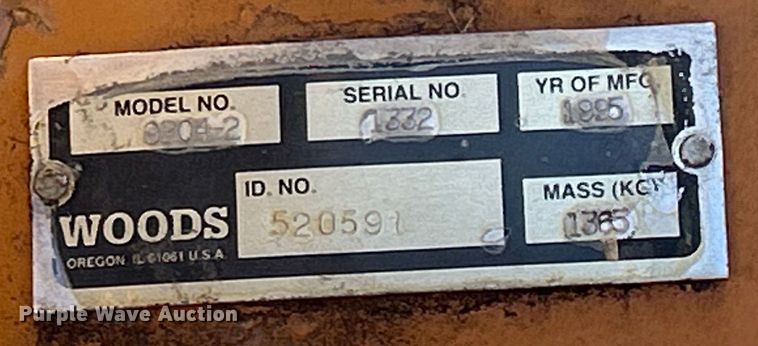 MODEL NO.
SERIAL NO.
1332
YR OF MFG
1995
WOODS
OREGON, IL 61061 U.S.A.
ID. NO.
520591
MASS (KG)
1365
Purple Wave Auction